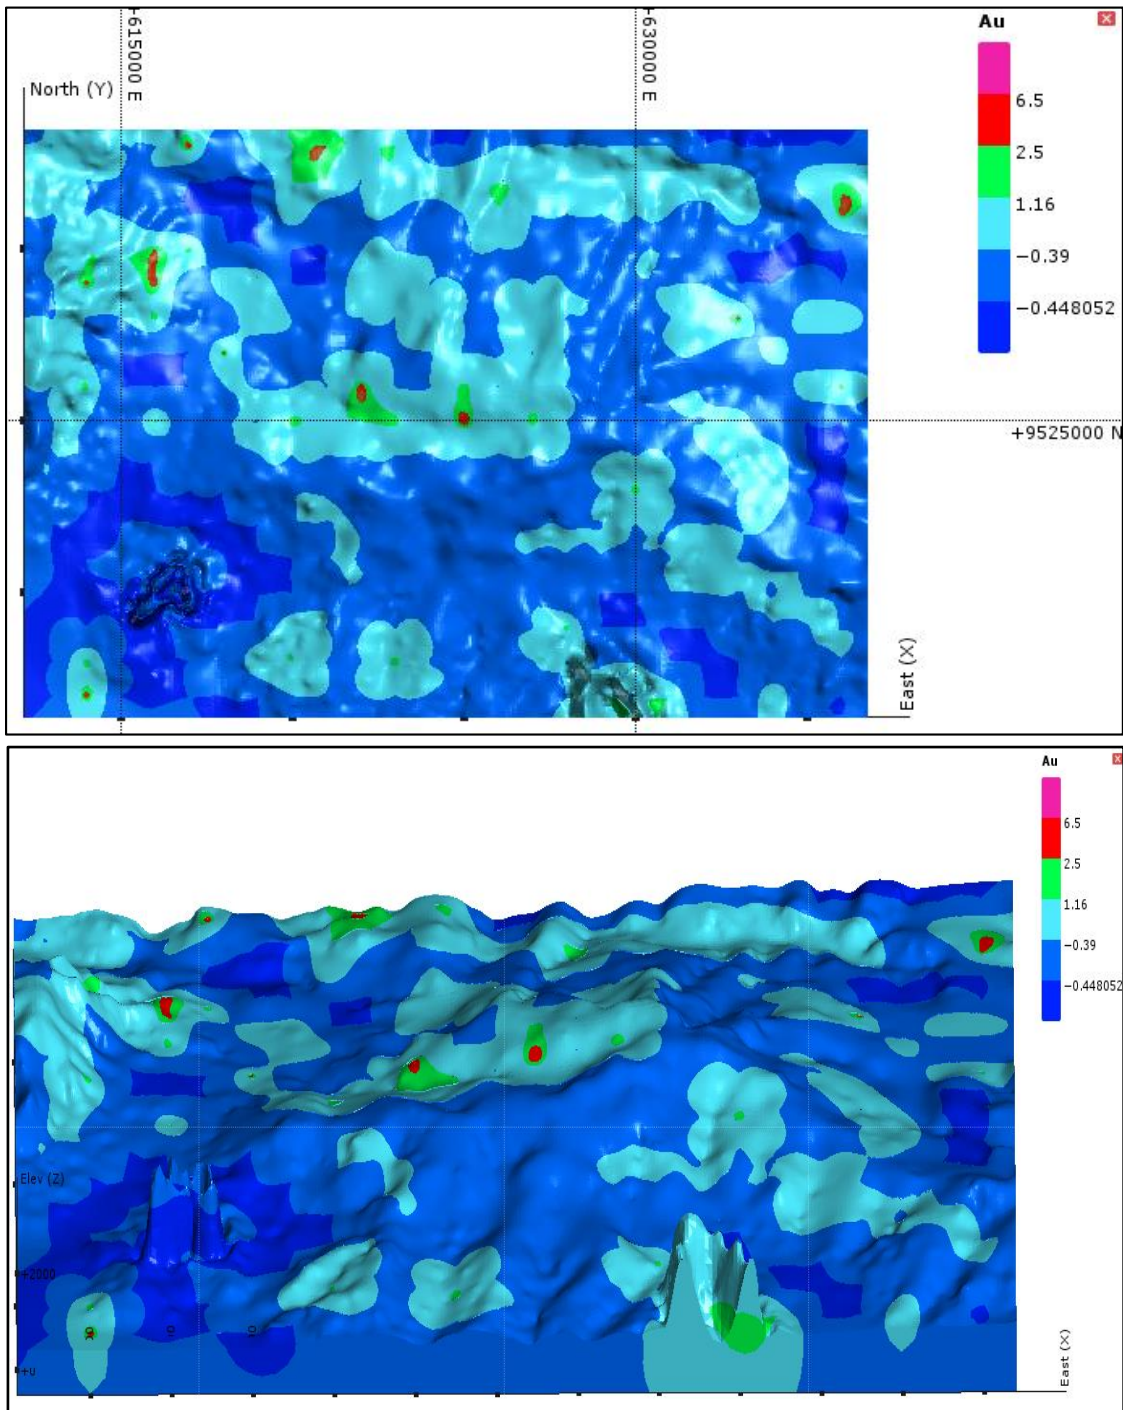 +615000 E
+630000 E
Au
North (Y)
6.5
2.5
1.16
−0.39
−0.448052
+9525000 N
East (X)
Au
6.5
2.5
1.16
−0.39
−0.448052
Elev (Z)
+2000
+0
East (X)